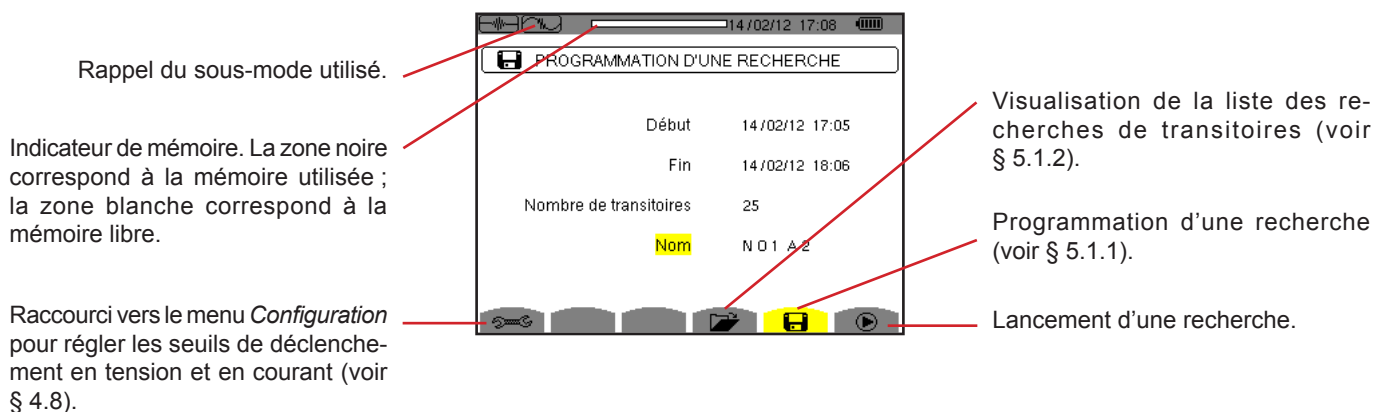 14/02/12 17:08
PROGRAMMATION D'UNE RECHERCHE
Début 14/02/12 17:05
Fin 14/02/12 18:06
Nombre de transitoires 25
Nom N O 1 A 2
Rappel du sous-mode utilisé.
Indicateur de mémoire. La zone noire
correspond à la mémoire utilisée ;
la zone blanche correspond à la
mémoire libre.
Raccourci vers le menu Configuration
pour régler les seuils de déclenche-
ment en tension et en courant (voir
§ 4.8).
Visualisation de la liste des re-
cherches de transitoires (voir
§ 5.1.2).
Programmation d'une recherche
(voir § 5.1.1).
Lancement d'une recherche.